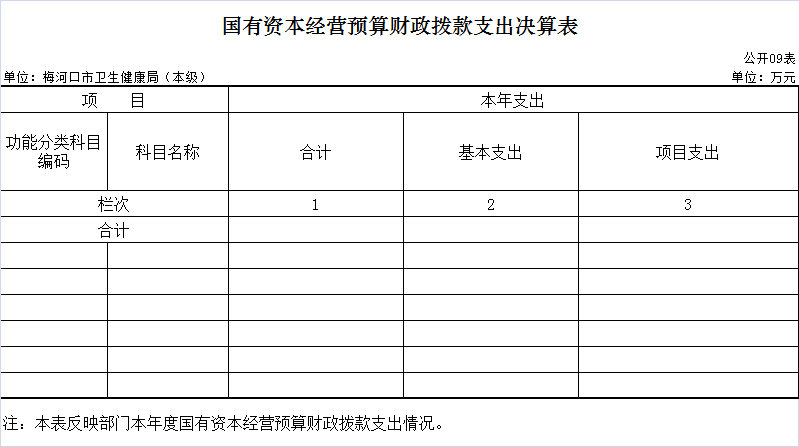 国有资本经营预算财政拨款支出决算表
公开09表
单位：梅河口市卫生健康局（本级） 单位：万元
项 目 本年支出
功能分类科目
编码 科目名称 合计 基本支出 项目支出
栏次 1 2 3
合计
注：本表反映部门本年度国有资本经营预算财政拨款支出情况。